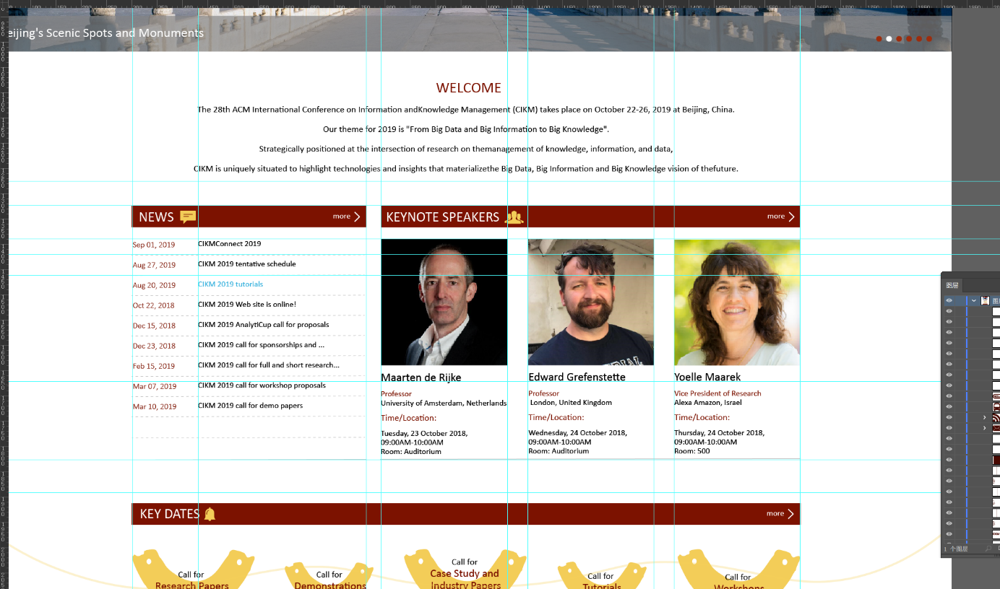 eijing's Scenic Spots and Monuments
WELCOME
The 28th ACM International Conference on Information andKnowledge Management (CIKM) takes place on October 22-26, 2019 at Beijing, China.
Our theme for 2019 is "From Big Data and Big Information to Big Knowledge".
Strategically positioned at the intersection of research on themanagement of knowledge, information, and data,
CIKM is uniquely situated to highlight technologies and insights that materializethe Big Data, Big Information and Big Knowledge vision of thefuture.
NEWS more
Sep 01, 2019 CIKMConnect 2019
Aug 27, 2019 CIKM 2019 tentative schedule
Aug 20, 2019 CIKM 2019 tutorials
Oct 22, 2018 CIKM 2019 Web site is online!
Dec 15, 2018 CIKM 2019 AnalytiCup call for proposals
Dec 23, 2018 CIKM 2019 call for sponsorships and ...
Feb 15, 2019 CIKM 2019 call for full and short research...
Mar 07, 2019 CIKM 2019 call for workshop proposals
Mar 10, 2019 CIKM 2019 call for demo papers
KEYNOTE SPEAKERS more
Maarten de Rijke
Professor
University of Amsterdam, Netherlands
Time/Location:
Tuesday, 23 October 2018,
09:00AM-10:00AM
Room: Auditorium
Edward Grefenstette
Professor
London, United Kingdom
Time/Location:
Wednesday, 24 October 2018,
09:00AM-10:00AM
Room: Auditorium
Yoelle Maarek
Vice President of Research
Alexa Amazon, Israel
Time/Location:
Thursday, 24 October 2018,
09:00AM-10:00AM
Room: 500
KEY DATES more
Call for
Research Papers
Call for
Demonstrations
Call for
Case Study and
Industry Papers
Call for
Tutorials
Call for
Workshops
图层
1 个图层